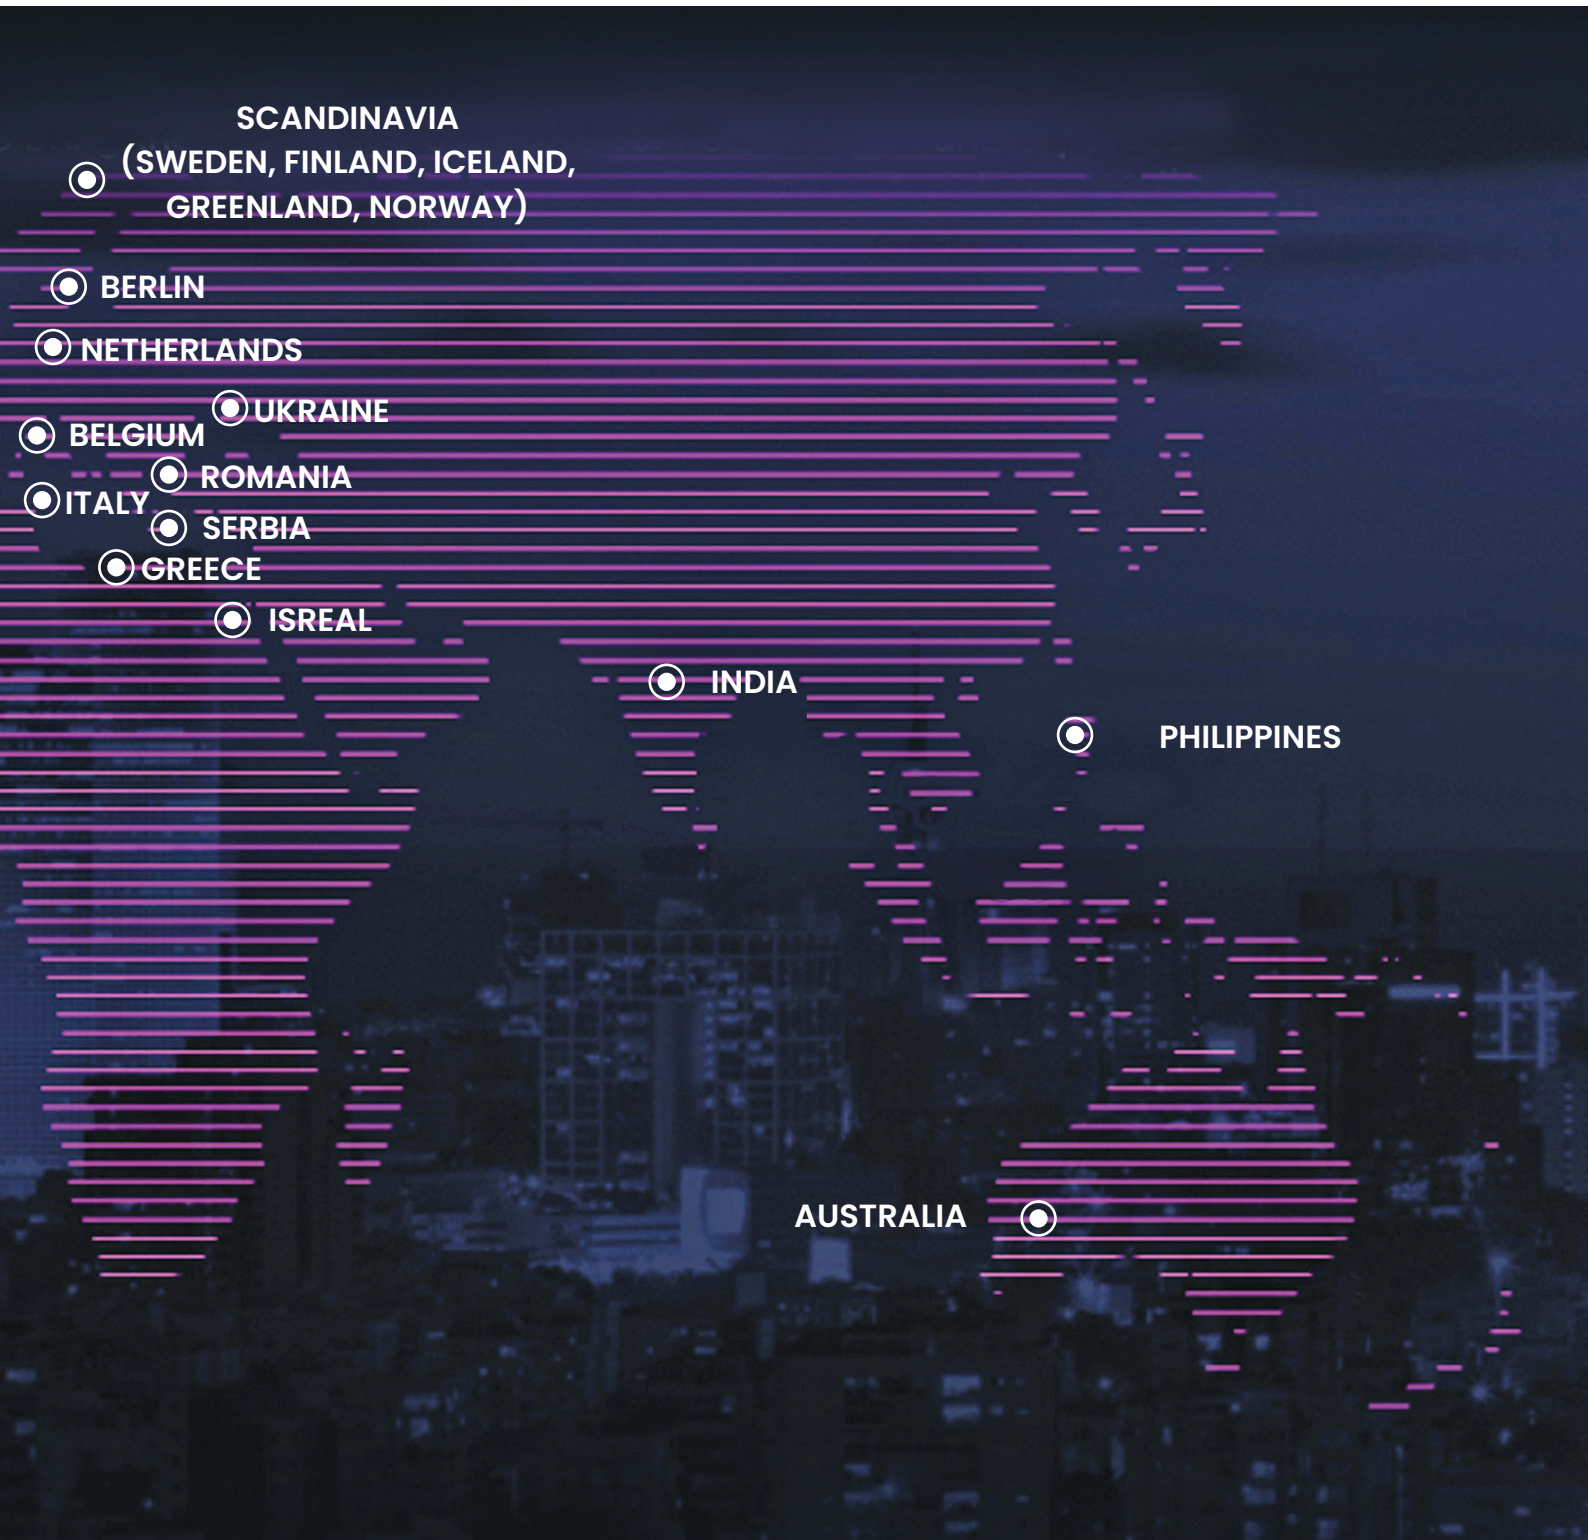 SCANDINAVIA
(SWEDEN, FINLAND, ICELAND,
GREENLAND, NORWAY)
BERLIN
NETHERLANDS
UKRAINE
BELGIUM
ROMANIA
ITALY
SERBIA
GREECE
ISREAL
INDIA
PHILIPPINES
AUSTRALIA